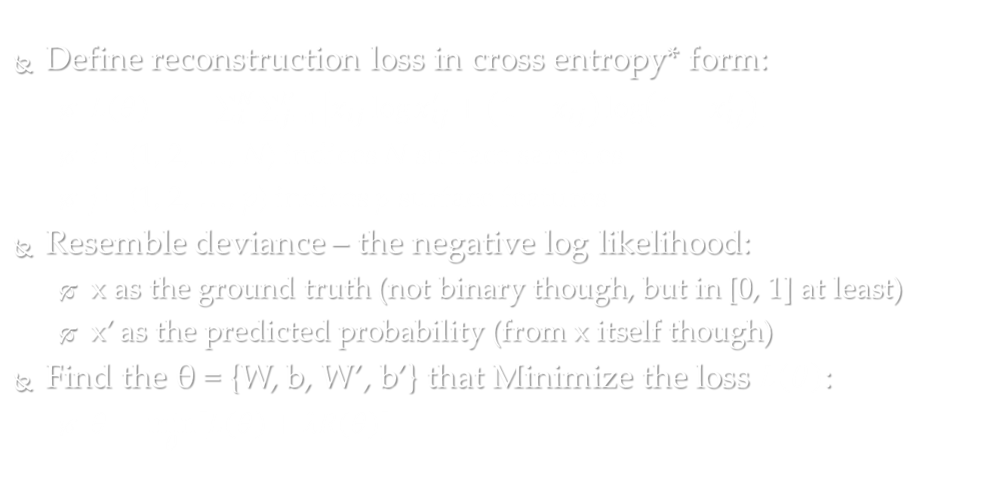 Define reconstruction loss in cross entropy* form:
Resemble deviance – the negative log likelihood:
x as the ground truth (not binary though, but in [0, 1] at least)
x’ as the predicted probability (from x itself though)
Find the θ = {W, b, W’, b’} that Minimize the loss :